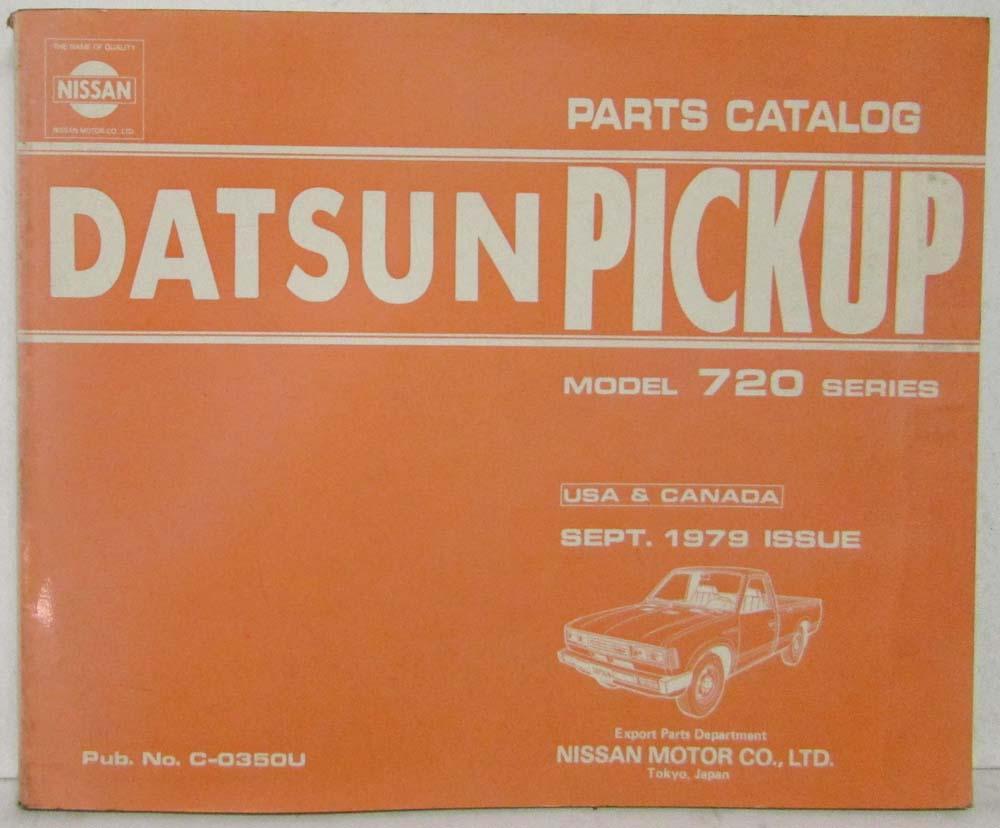 THE NAME OF QUALITY
NISSAN
NISSAN MOTOR CO., LTD.
PARTS CATALOG
DATSUN PICKUP
MODEL 720 SERIES
USA & CANADA
SEPT. 1979 ISSUE
Export Parts Department
NISSAN MOTOR CO., LTD.
Tokyo, Japan
Pub. No. C-0350U